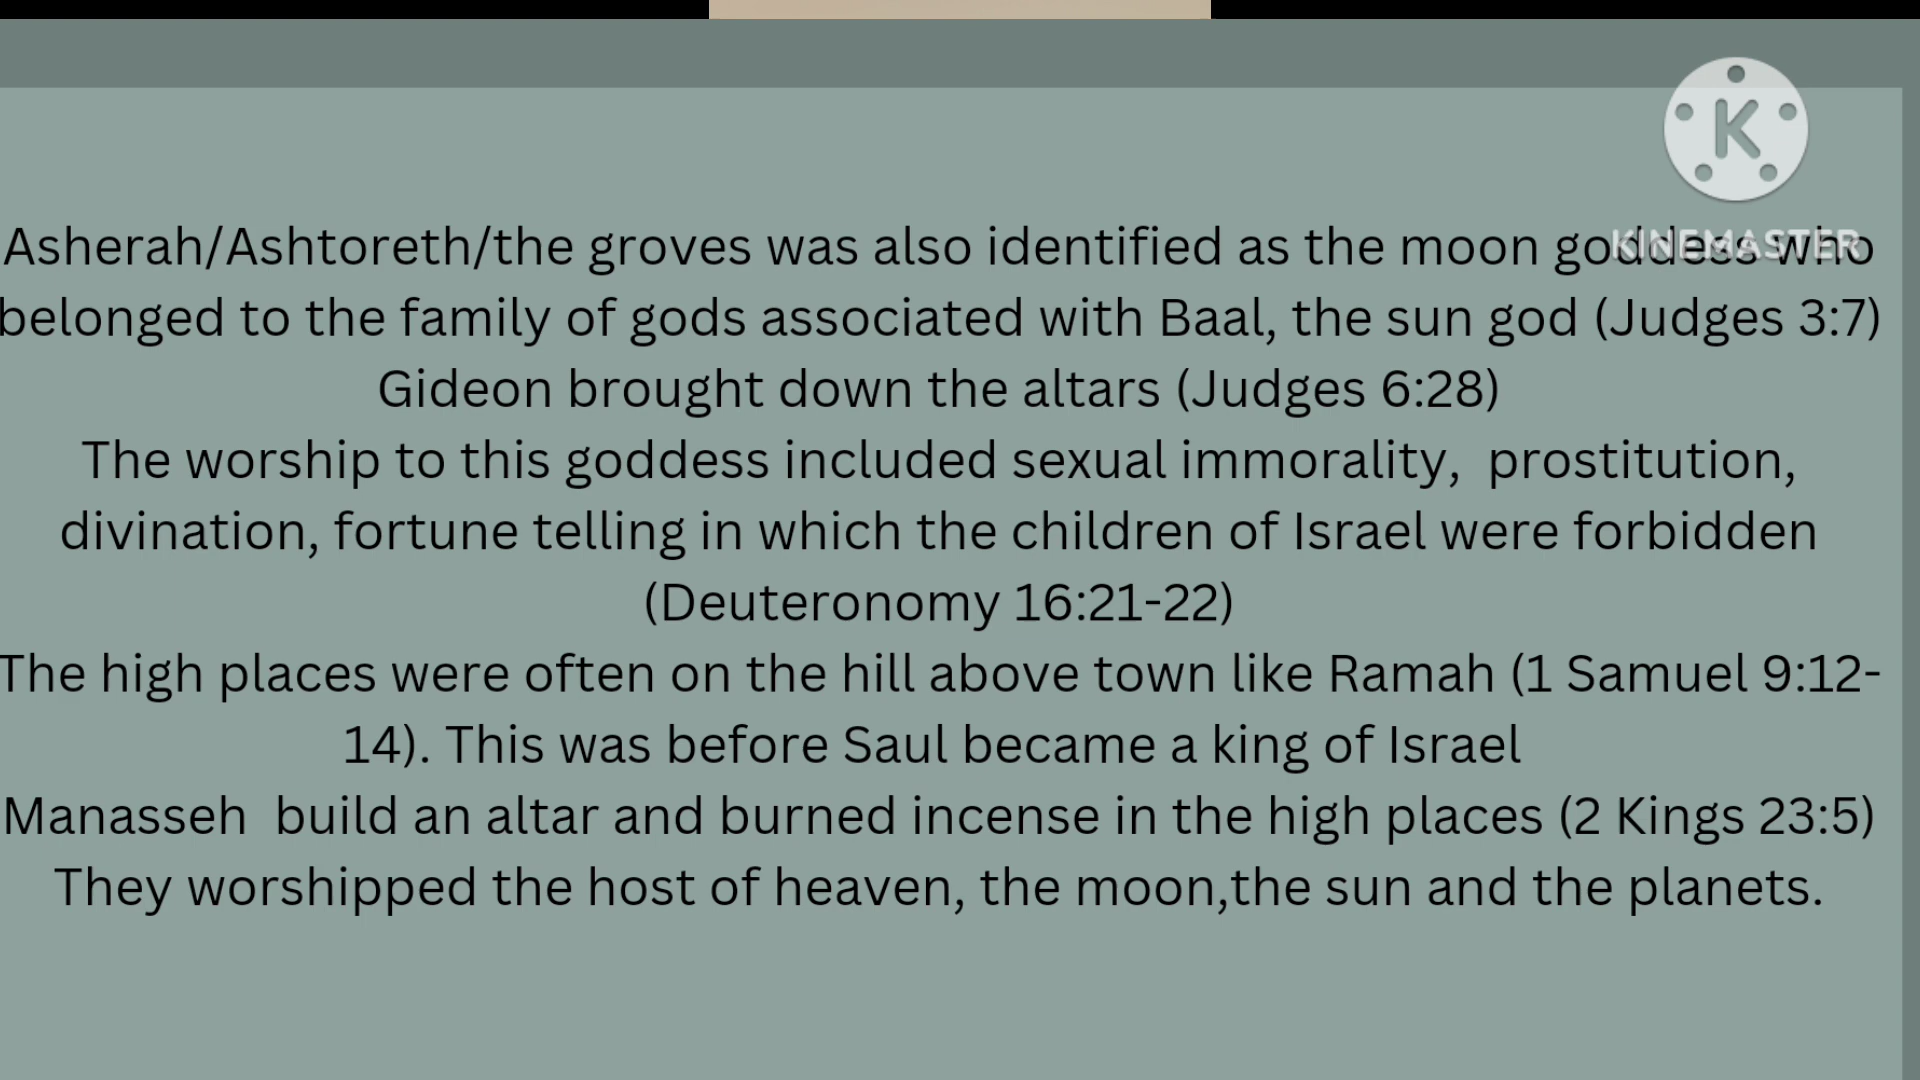 K
KINEMASTER
Asherah/Ashtoreth/the groves was also identified as the moon goddess who
belonged to the family of gods associated with Baal, the sun god (Judges 3:7)
Gideon brought down the altars (Judges 6:28)
The worship to this goddess included sexual immorality,  prostitution,
divination, fortune telling in which the children of Israel were forbidden
(Deuteronomy 16:21-22)
The high places were often on the hill above town like Ramah (1 Samuel 9:12-
14). This was before Saul became a king of Israel
Manasseh  build an altar and burned incense in the high places (2 Kings 23:5)
They worshipped the host of heaven, the moon,the sun and the planets.